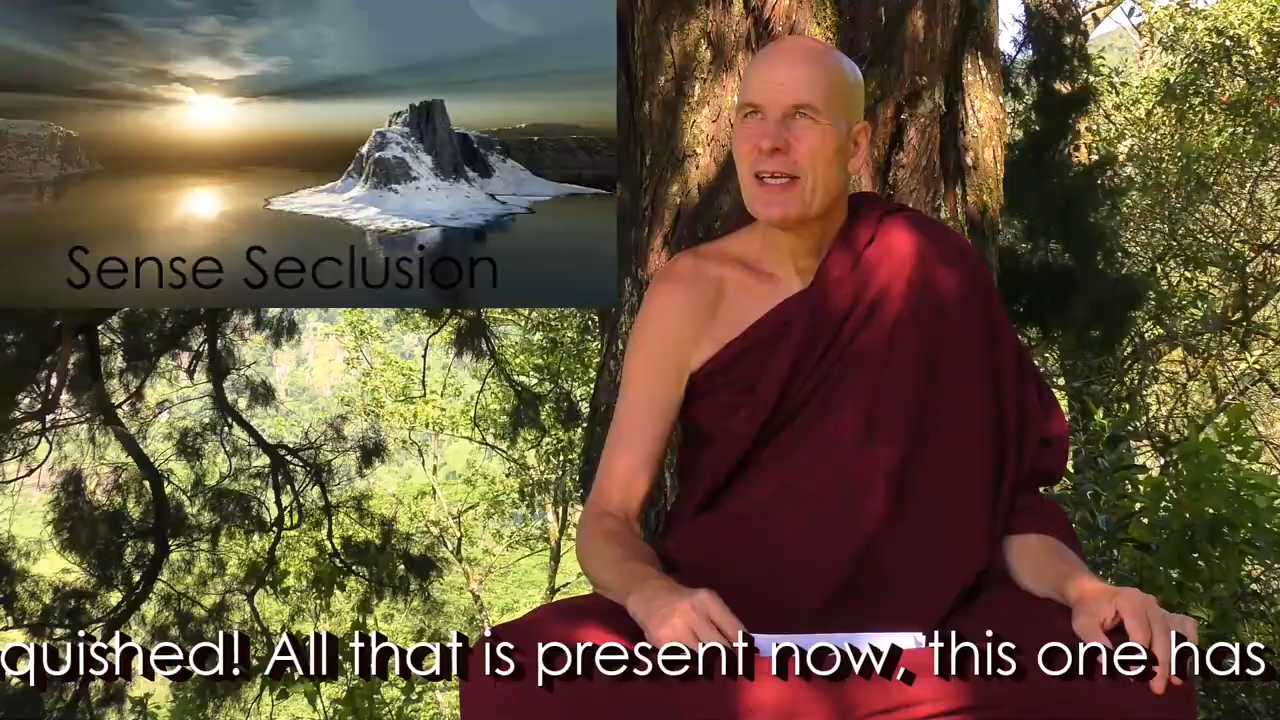 Sense Seclusion
quished! All that is present now, this one has